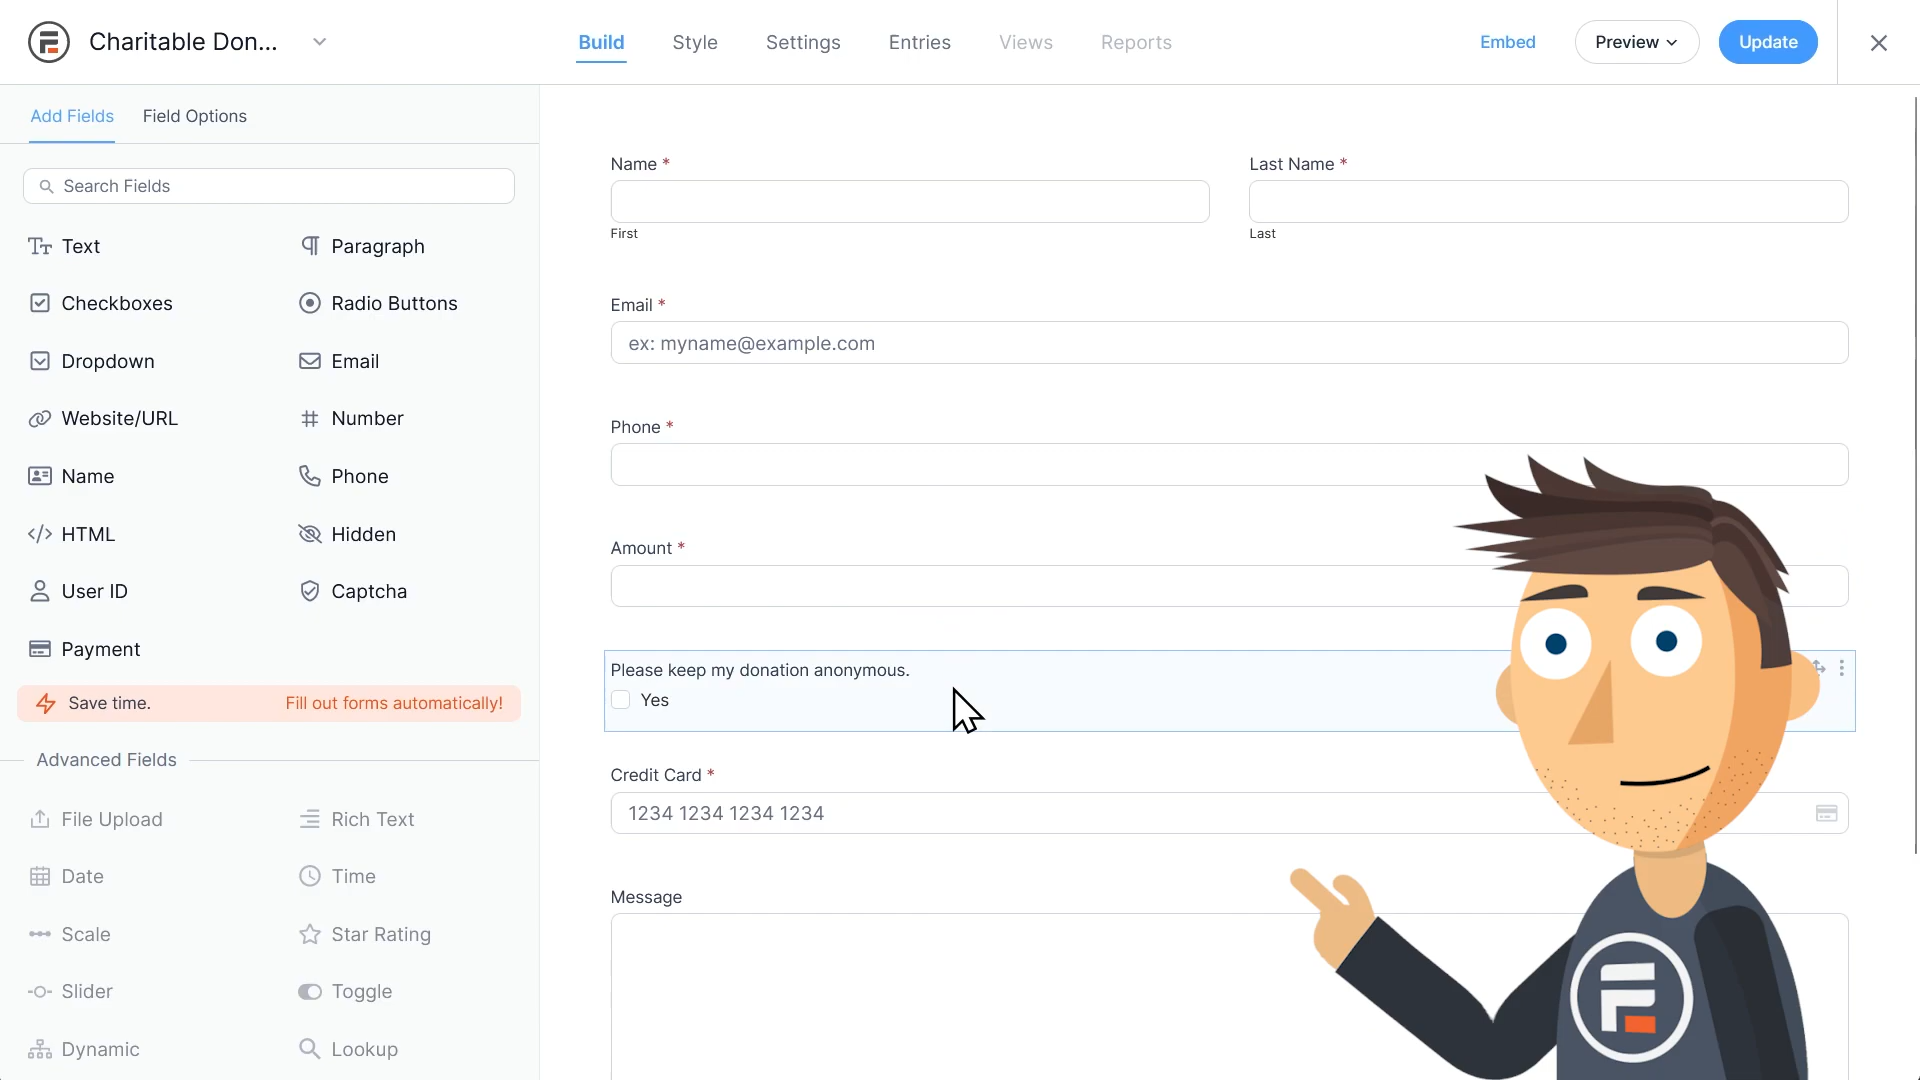 Charitable Don...
Build
Style
Settings
Entries
Views
Reports
Embed
Preview
Update
Add Fields
Field Options
Search Fields
Text
Paragraph
Checkboxes
Radio Buttons
Dropdown
Email
Website/URL
Number
Name
Phone
HTML
Hidden
User ID
Captcha
Payment
Save time.
Fill out forms automatically!
Advanced Fields
File Upload
Rich Text
Date
Time
Scale
Star Rating
Slider
Toggle
Dynamic
Lookup
Name *
Last Name *
First
Last
Email *
ex: myname@example.com
Phone *
Amount *
Please keep my donation anonymous.
Yes
Credit Card *
1234 1234 1234 1234
Message